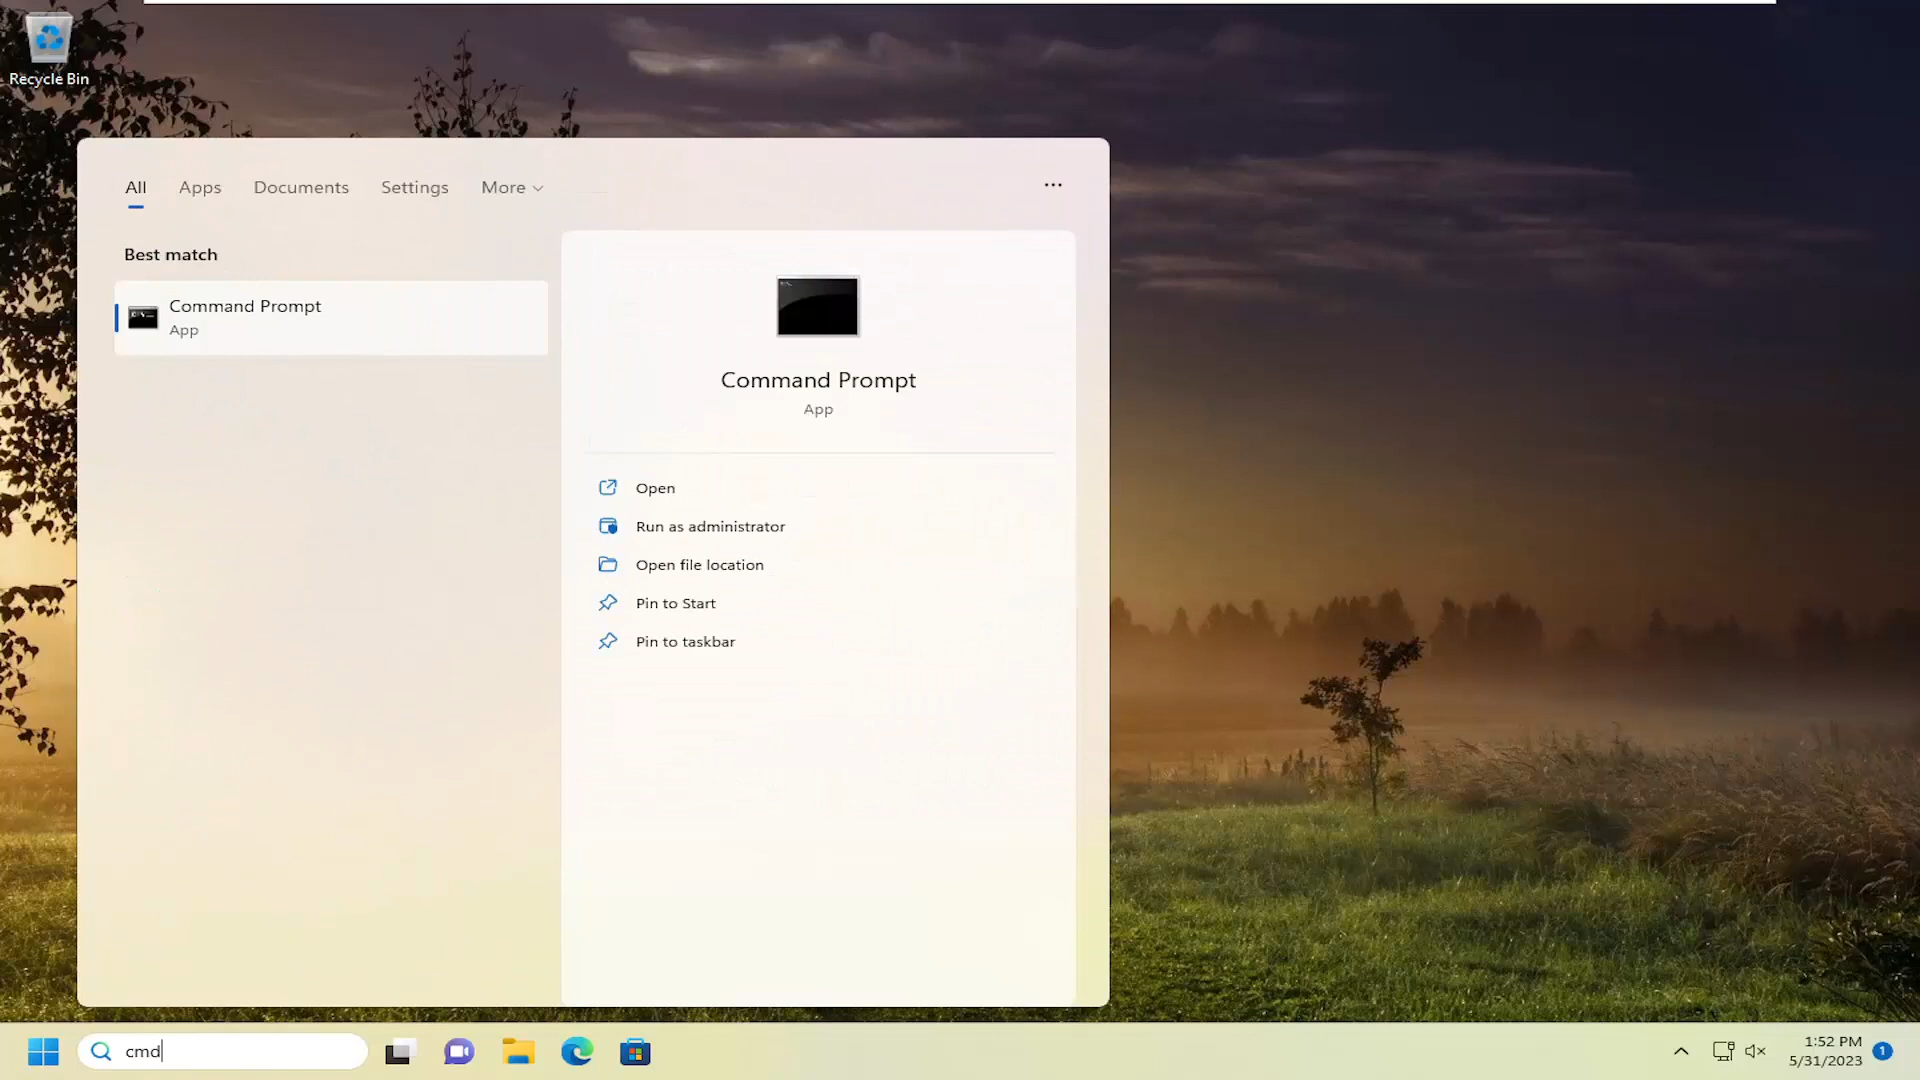 Recycle Bin
All Apps Documents Settings More
Best match
Command Prompt
App
Command Prompt
App
Open
Run as administrator
Open file location
Pin to Start
Pin to taskbar
cmd
1:52 PM
5/31/2023
1